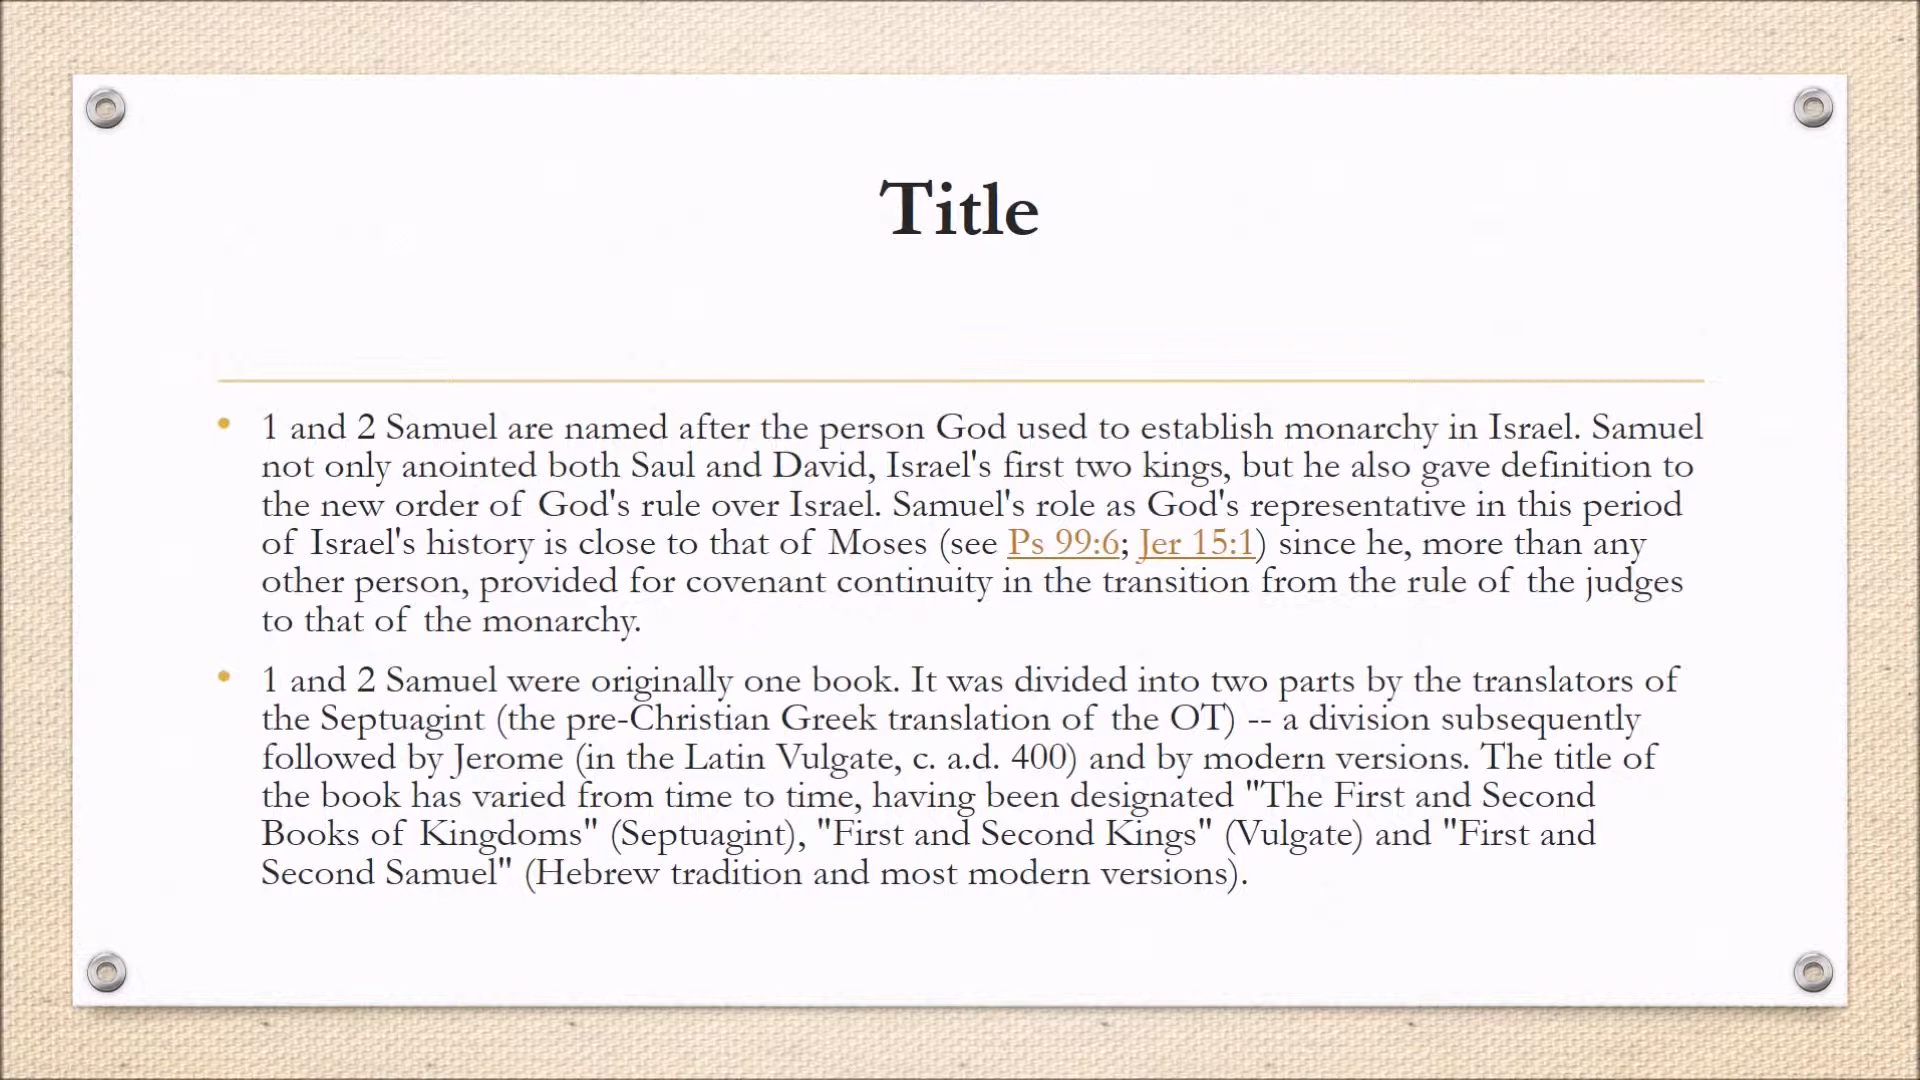 Title
• 1 and 2 Samuel are named after the person God used to establish monarchy in Israel. Samuel
not only anointed both Saul and David, Israel's first two kings, but he also gave definition to
the new order of God's rule over Israel. Samuel's role as God's representative in this period
of Israel's history is close to that of Moses (see Ps 99:6; Jer 15:1) since he, more than any
other person, provided for covenant continuity in the transition from the rule of the judges
to that of the monarchy.
• 1 and 2 Samuel were originally one book. It was divided into two parts by the translators of
the Septuagint (the pre-Christian Greek translation of the OT) -- a division subsequently
followed by Jerome (in the Latin Vulgate, c. a.d. 400) and by modern versions. The title of
the book has varied from time to time, having been designated "The First and Second
Books of Kingdoms" (Septuagint), "First and Second Kings" (Vulgate) and "First and
Second Samuel" (Hebrew tradition and most modern versions).